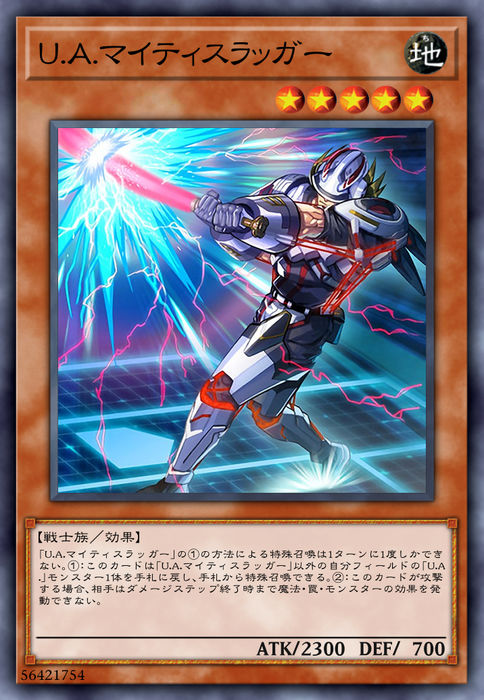 U.A.マイティスラッガー
ち
地
【戦士族／効果】
「U.A.マイティスラッガー」の①の方法による特殊召喚は1ターンに1度しかでき
ない。①:このカードは「U.A.マイティスラッガー」以外の自分フィールドの「U.A
.」モンスター1体を手札に戻し、手札から特殊召喚できる。②:このカードが攻撃
する場合、相手はダメージステップ終了時まで魔法・罠・モンスターの効果を発
動できない。
ATK/2300 DEF/ 700
56421754